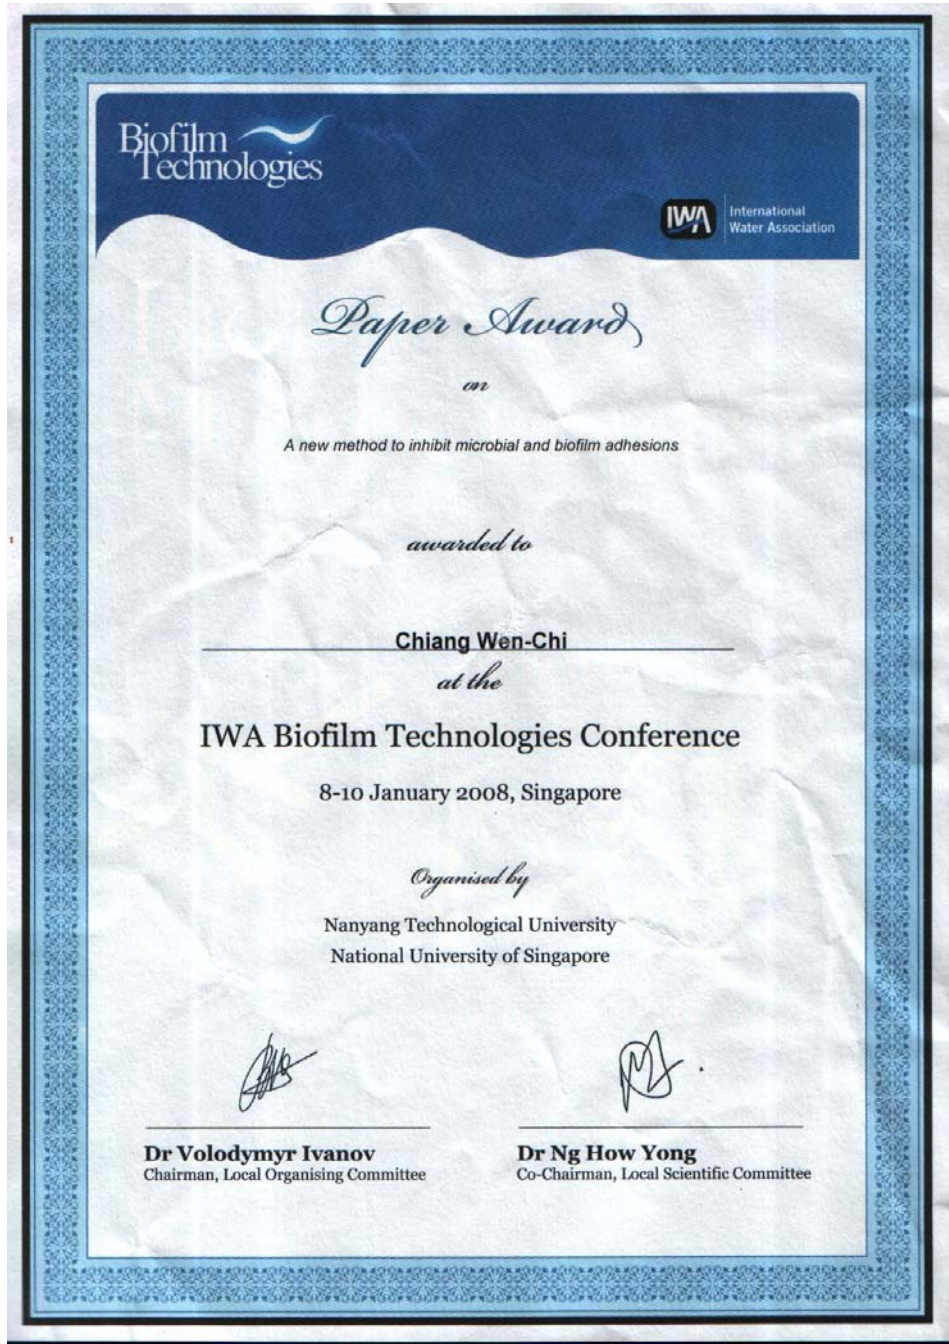 Biofilm
Technologies
IWA
International
Water Association
Paper Award
on
A new method to inhibit microbial and biofilm adhesions
awarded to
Chiang Wen-Chi
at the
IWA Biofilm Technologies Conference
8-10 January 2008, Singapore
Organised by
Nanyang Technological University
National University of Singapore
Dr Volodymyr Ivanov
Chairman, Local Organising Committee
Dr Ng How Yong
Co-Chairman, Local Scientific Committee